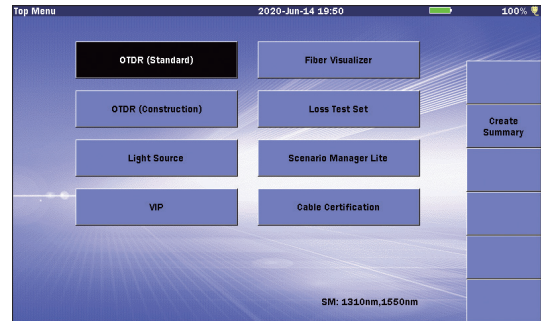 Top Menu 2020-Jun-14 19:50 100%
OTDR (Standard) Fiber Visualizer
OTDR (Construction) Loss Test Set
Create
Summary
Light Source Scenario Manager Lite
VIP Cable Certification
SM: 1310nm,1550nm